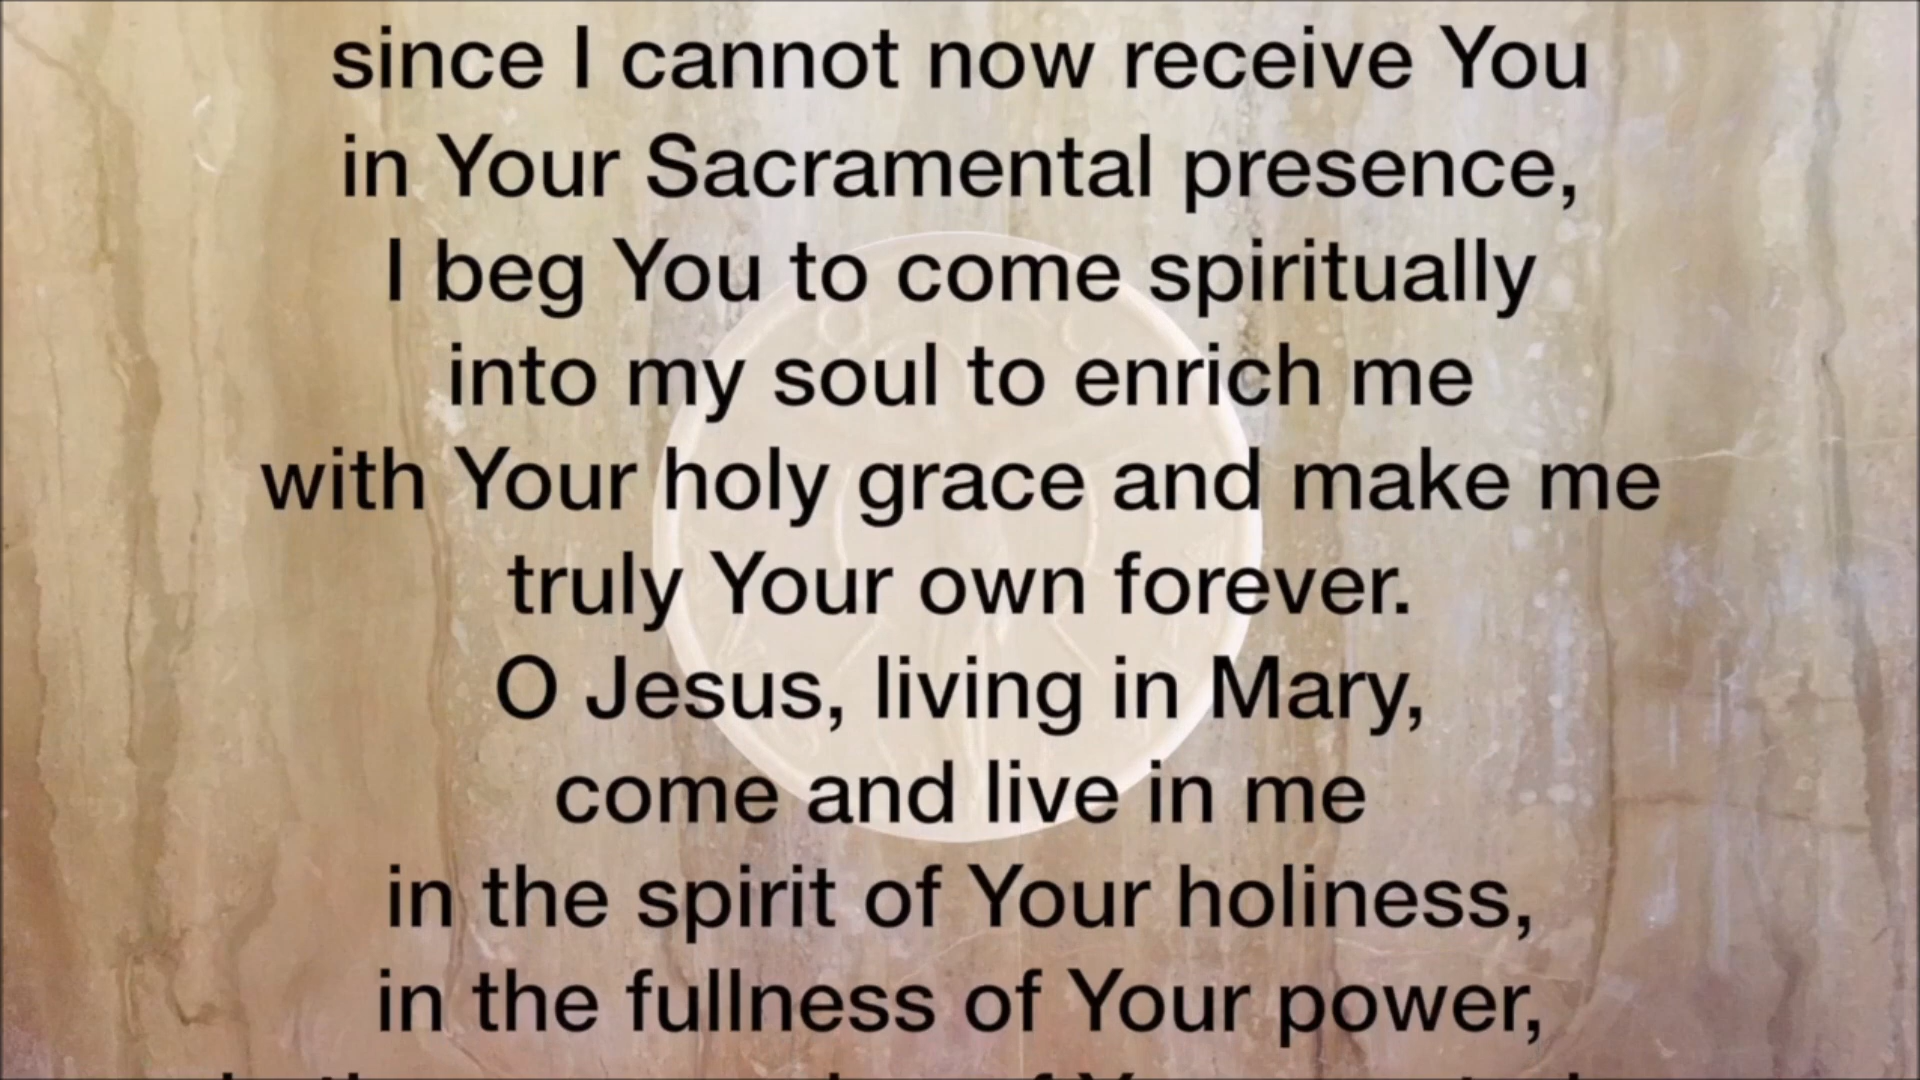 since I cannot now receive You
in Your Sacramental presence,
I beg You to come spiritually
into my soul to enrich me
with Your holy grace and make me
truly Your own forever.
O Jesus, living in Mary,
come and live in me
in the spirit of Your holiness,
in the fullness of Your power,